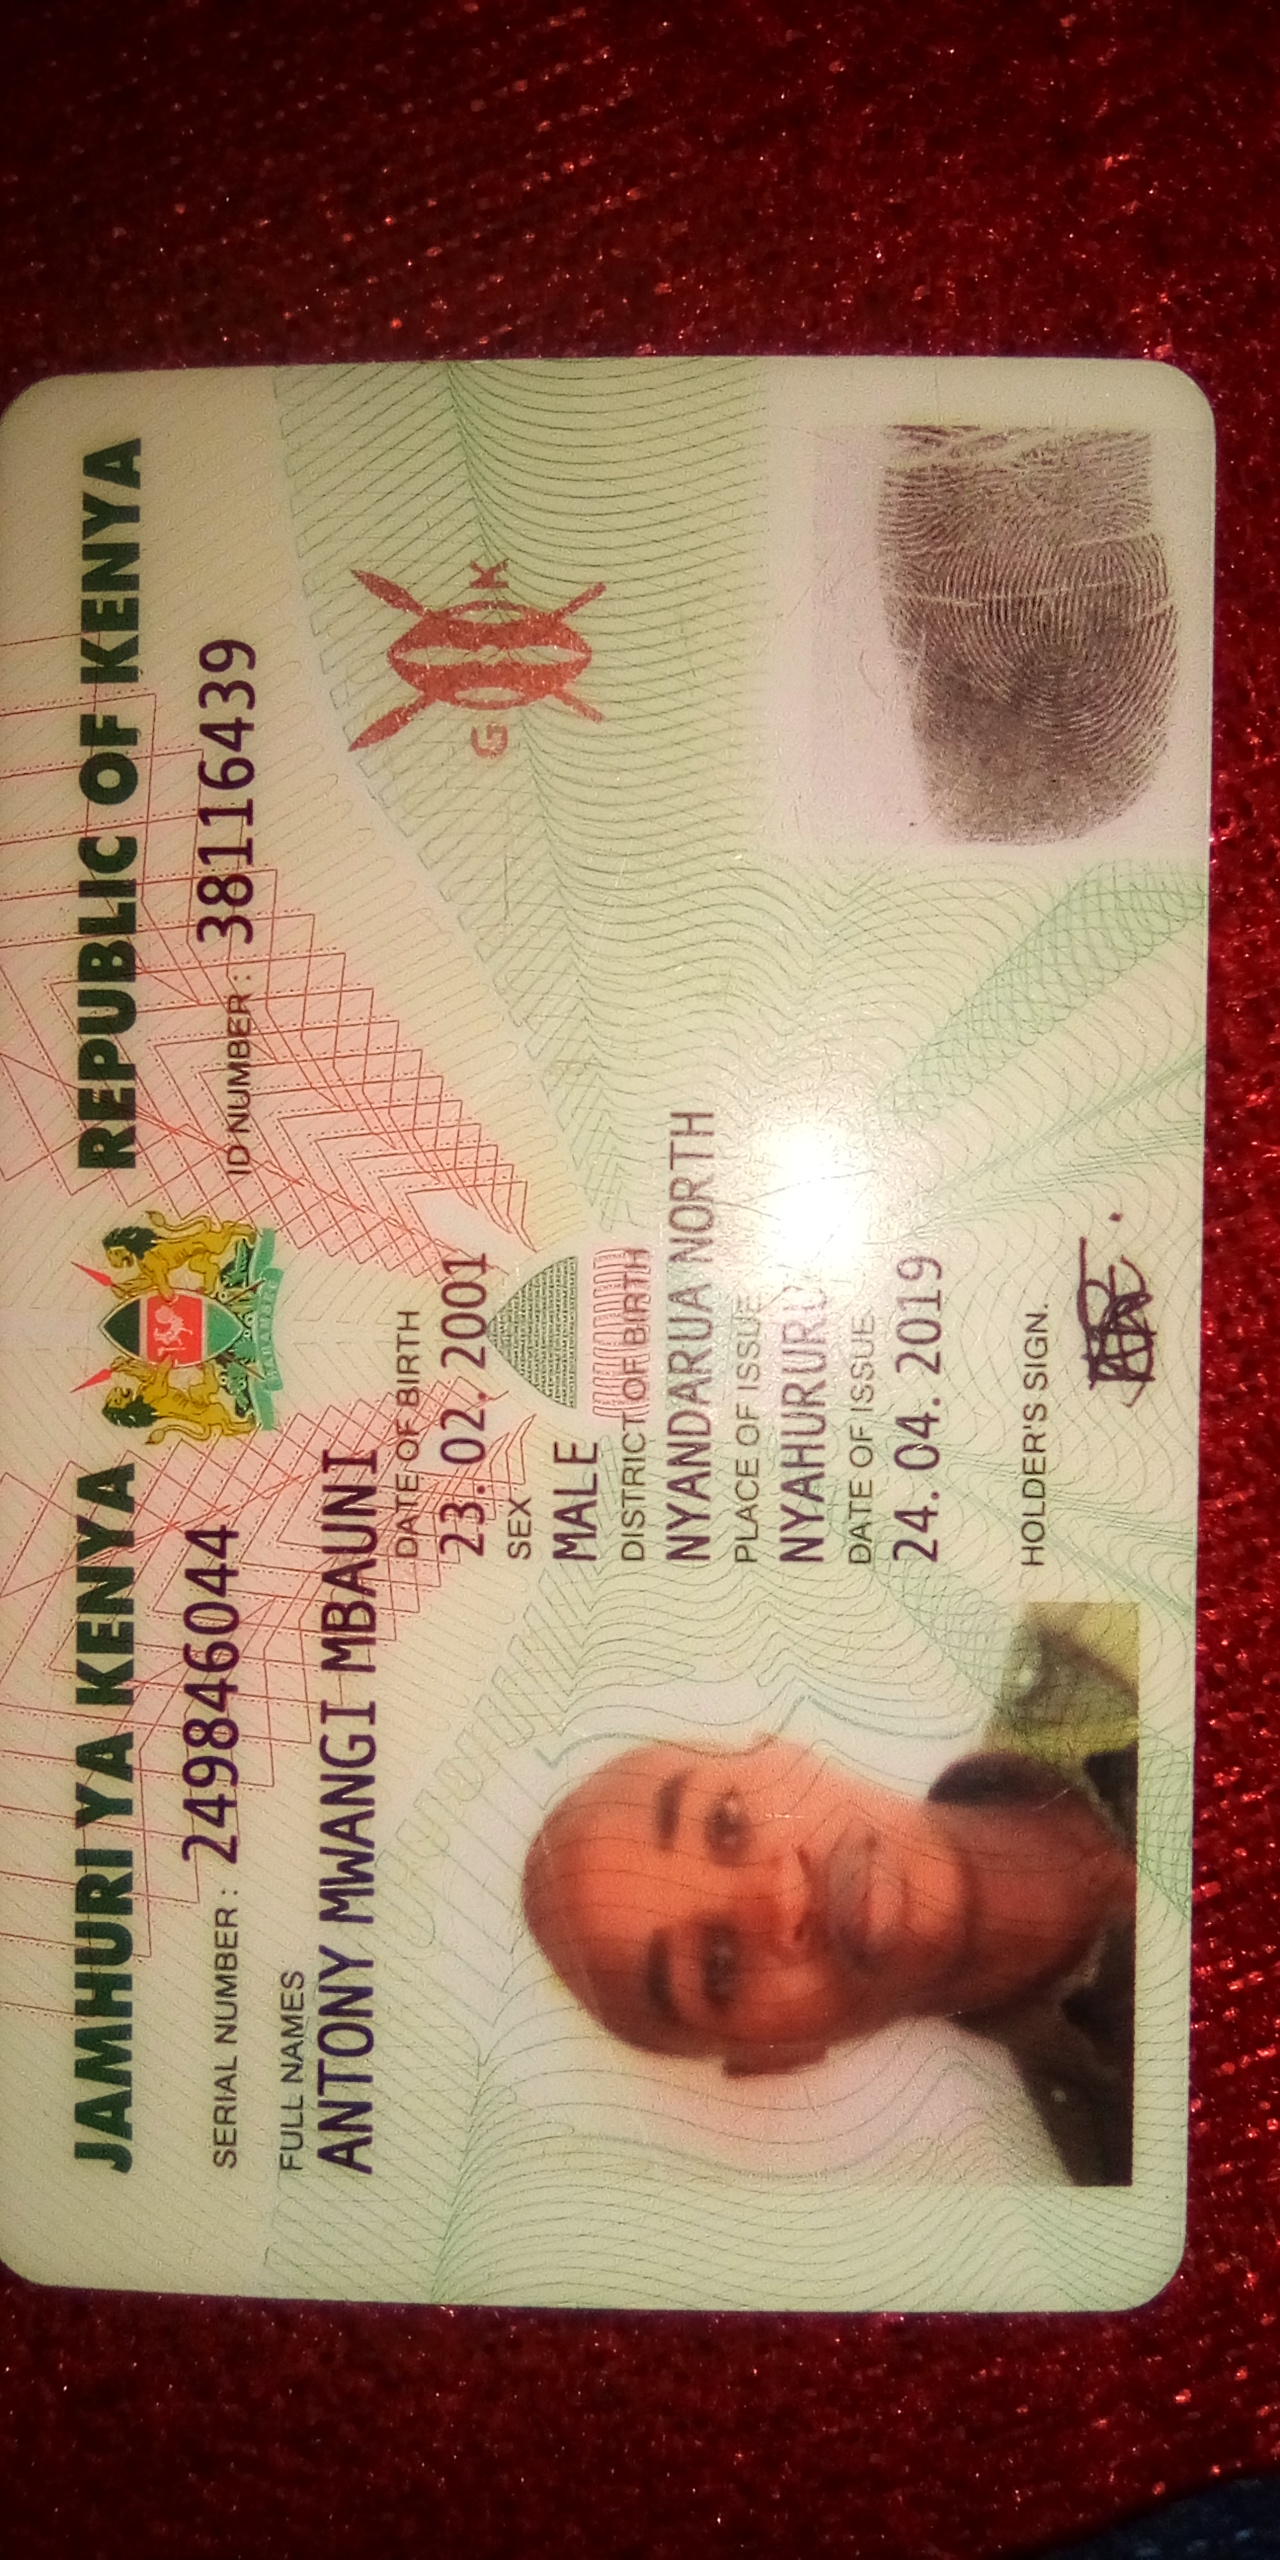 JAMHURI YA KENYA REPUBLIC OF KENYA
SERIAL NUMBER: 249846044 ID NUMBER: 38116439
FULL NAMES
ANTONY MWANGI MBAUNI
DATE OF BIRTH
23.02.2001
SEX
MALE
DISTRICT OF BIRTH
NYANDARUA NORTH
PLACE OF ISSUE
NYAHURURU
DATE OF ISSUE
24.04.2019
HOLDER'S SIGN.
G K
HARAMBEE